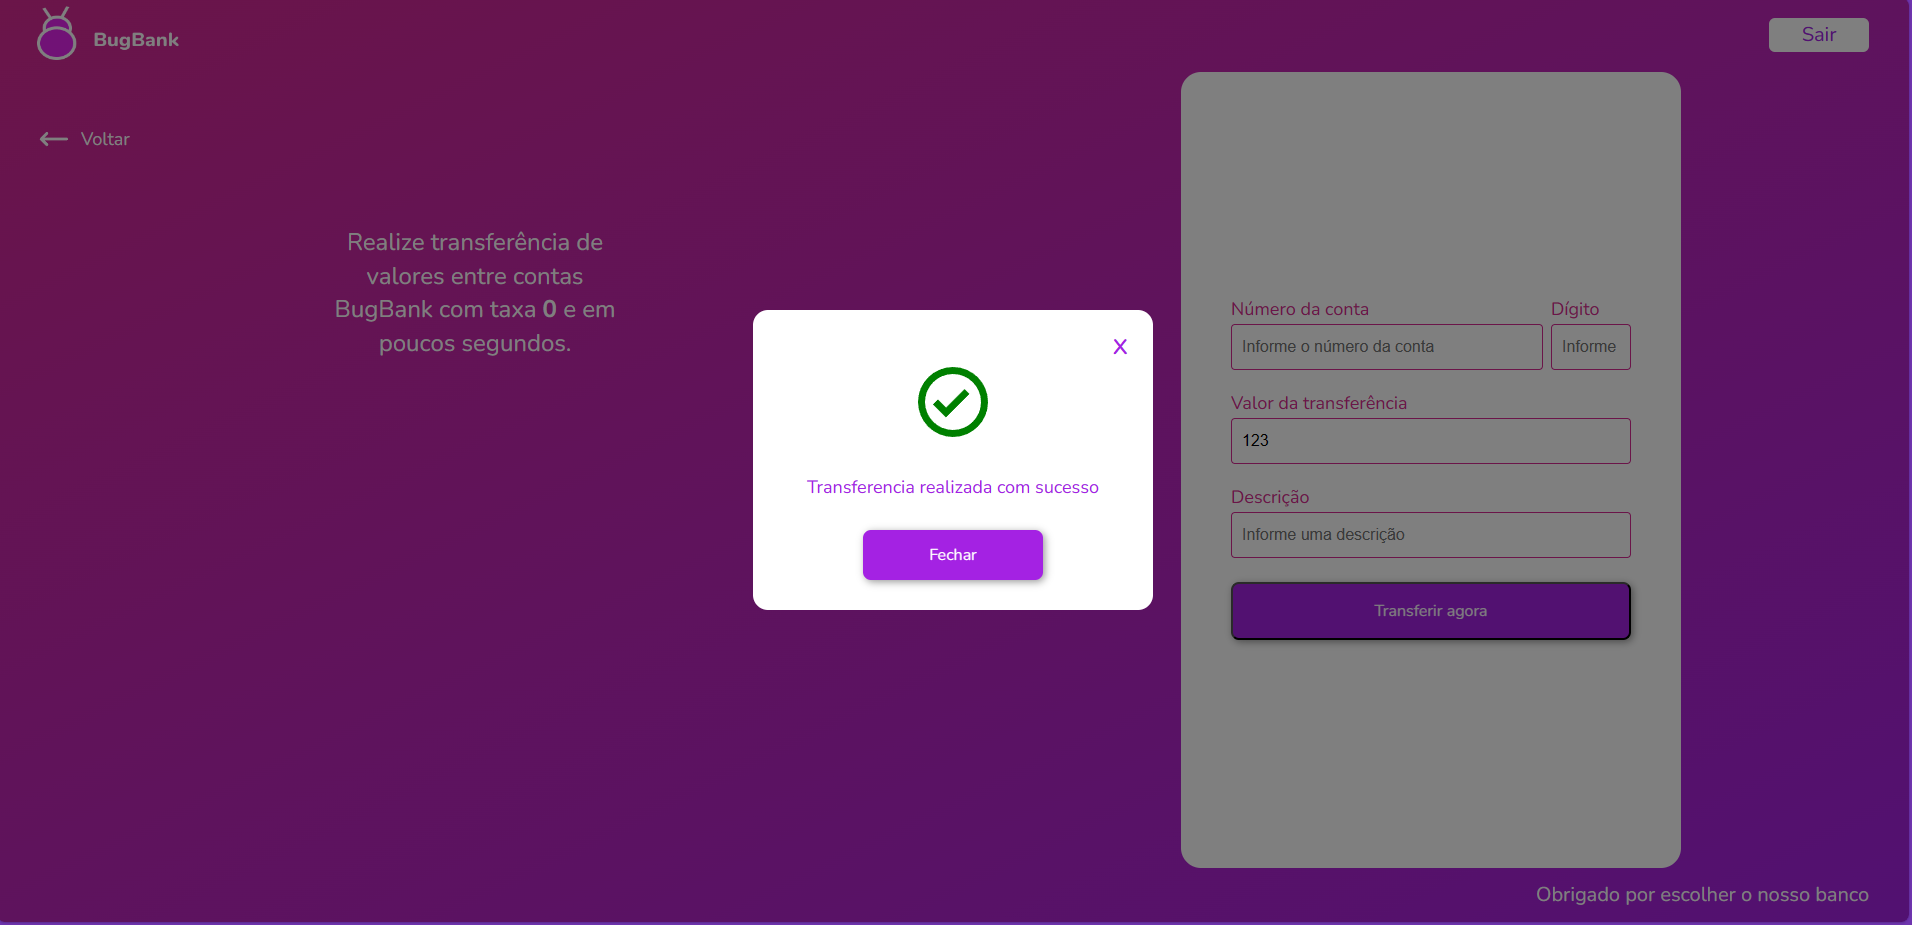 BugBank
Sair
Voltar
Realize transferência de
valores entre contas
BugBank com taxa 0 e em
poucos segundos.
X
Transferencia realizada com sucesso
Fechar
Número da conta
Dígito
Informe o número da conta
Informe
Valor da transferência
123
Descrição
Informe uma descrição
Transferir agora
Obrigado por escolher o nosso banco